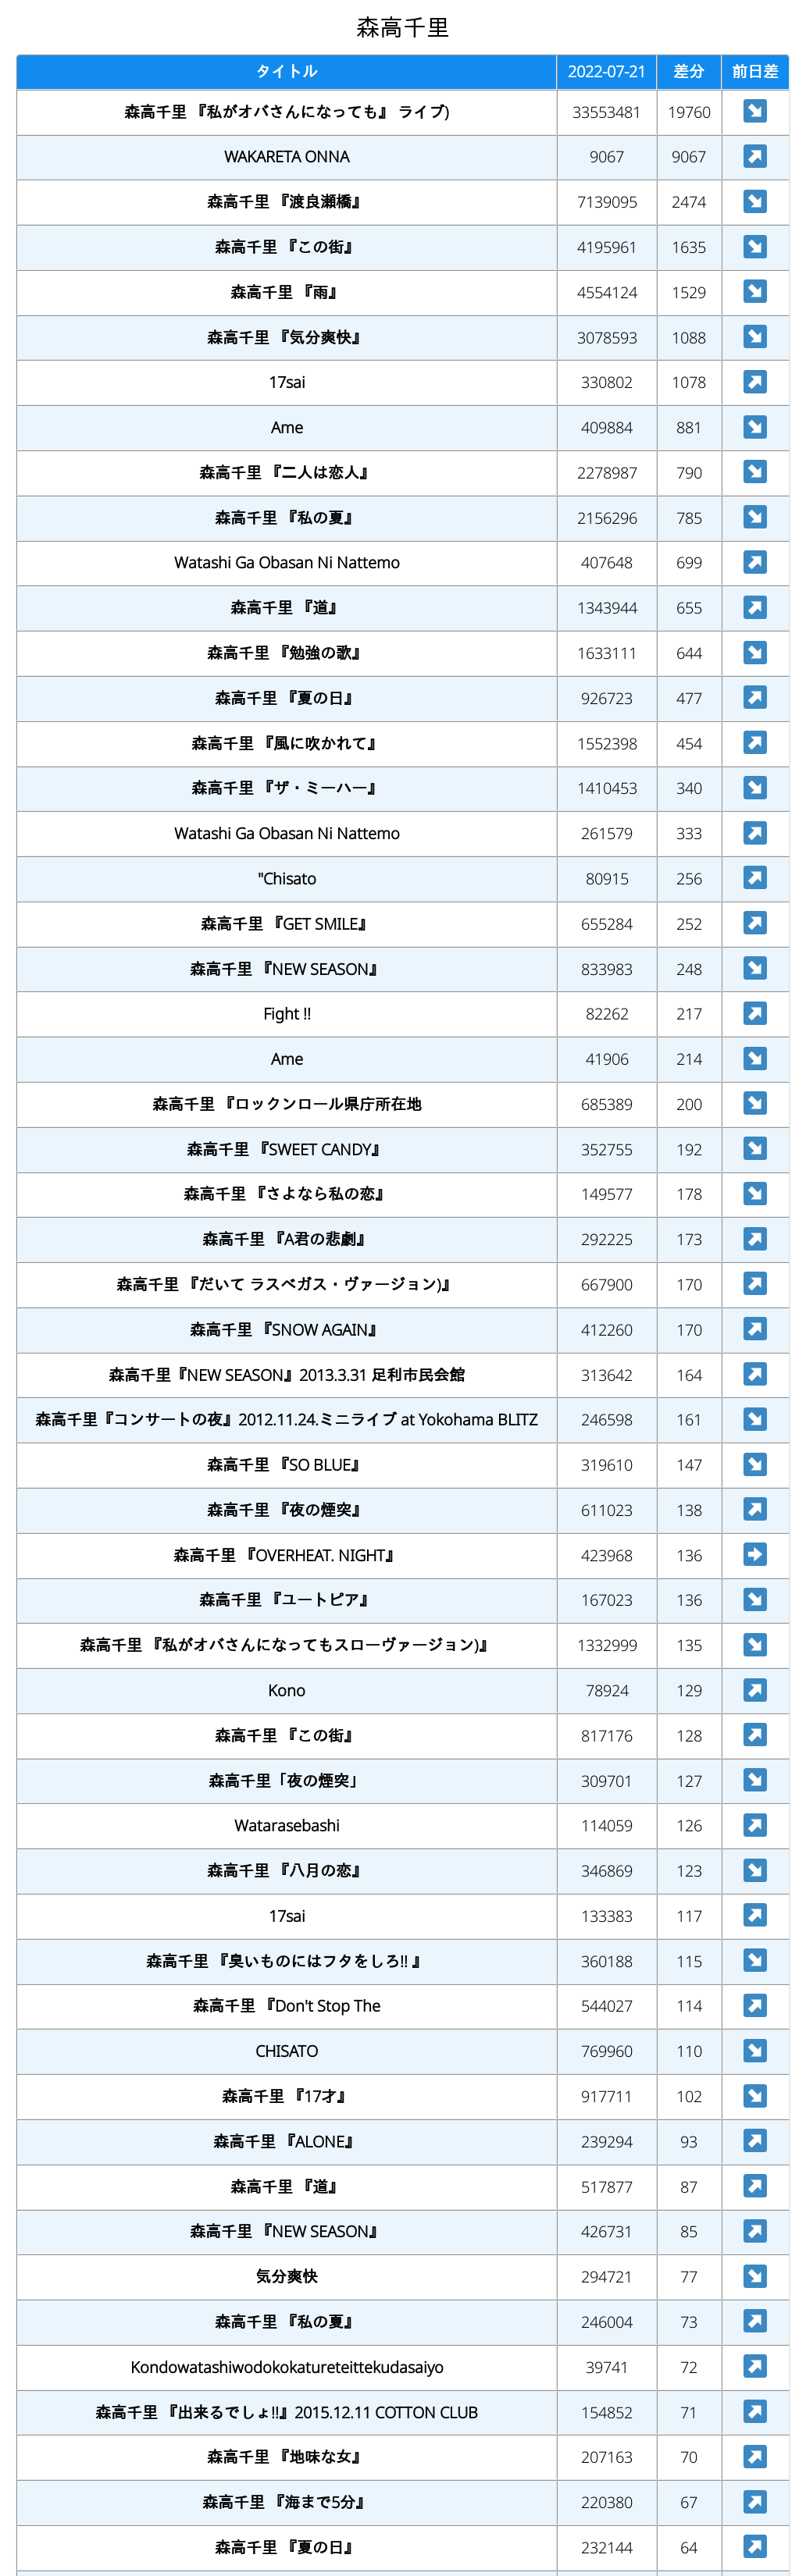 森高千里
タイトル 2022-07-21 差分 前日差
森高千里 『私がオバさんになっても』 ライブ) 33553481 19760
WAKARETA ONNA 9067 9067
森高千里 『渡良瀬橋』 7139095 2474
森高千里 『この街』 4195961 1635
森高千里 『雨』 4554124 1529
森高千里 『気分爽快』 3078593 1088
17sai 330802 1078
Ame 409884 881
森高千里 『二人は恋人』 2278987 790
森高千里 『私の夏』 2156296 785
Watashi Ga Obasan Ni Nattemo 407648 699
森高千里 『道』 1343944 655
森高千里 『勉強の歌』 1633111 644
森高千里 『夏の日』 926723 477
森高千里 『風に吹かれて』 1552398 454
森高千里 『ザ・ミーハー』 1410453 340
Watashi Ga Obasan Ni Nattemo 261579 333
"Chisato 80915 256
森高千里 『GET SMILE』 655284 252
森高千里 『NEW SEASON』 833983 248
Fight !! 82262 217
Ame 41906 214
森高千里 『ロックンロール県庁所在地 685389 200
森高千里 『SWEET CANDY』 352755 192
森高千里 『さよなら私の恋』 149577 178
森高千里 『A君の悲劇』 292225 173
森高千里 『だいて ラスベガス・ヴァージョン)』 667900 170
森高千里 『SNOW AGAIN』 412260 170
森高千里『NEW SEASON』2013.3.31 足利市民会館 313642 164
森高千里『コンサートの夜』2012.11.24.ミニライブ at Yokohama BLITZ 246598 161
森高千里 『SO BLUE』 319610 147
森高千里 『夜の煙突』 611023 138
森高千里 『OVERHEAT. NIGHT』 423968 136
森高千里 『ユートピア』 167023 136
森高千里 『私がオバさんになってもスローヴァージョン)』 1332999 135
Kono 78924 129
森高千里 『この街』 817176 128
森高千里「夜の煙突」 309701 127
Watarasebashi 114059 126
森高千里 『八月の恋』 346869 123
17sai 133383 117
森高千里 『臭いものにはフタをしろ!! 』 360188 115
森高千里 『Don't Stop The 544027 114
CHISATO 769960 110
森高千里 『17才』 917711 102
森高千里 『ALONE』 239294 93
森高千里 『道』 517877 87
森高千里 『NEW SEASON』 426731 85
気分爽快 294721 77
森高千里 『私の夏』 246004 73
Kondowatashiwodokokatureteittekudasaiyo 39741 72
森高千里 『出来るでしょ!!』2015.12.11 COTTON CLUB 154852 71
森高千里 『地味な女』 207163 70
森高千里 『海まで5分』 220380 67
森高千里 『夏の日』 232144 64